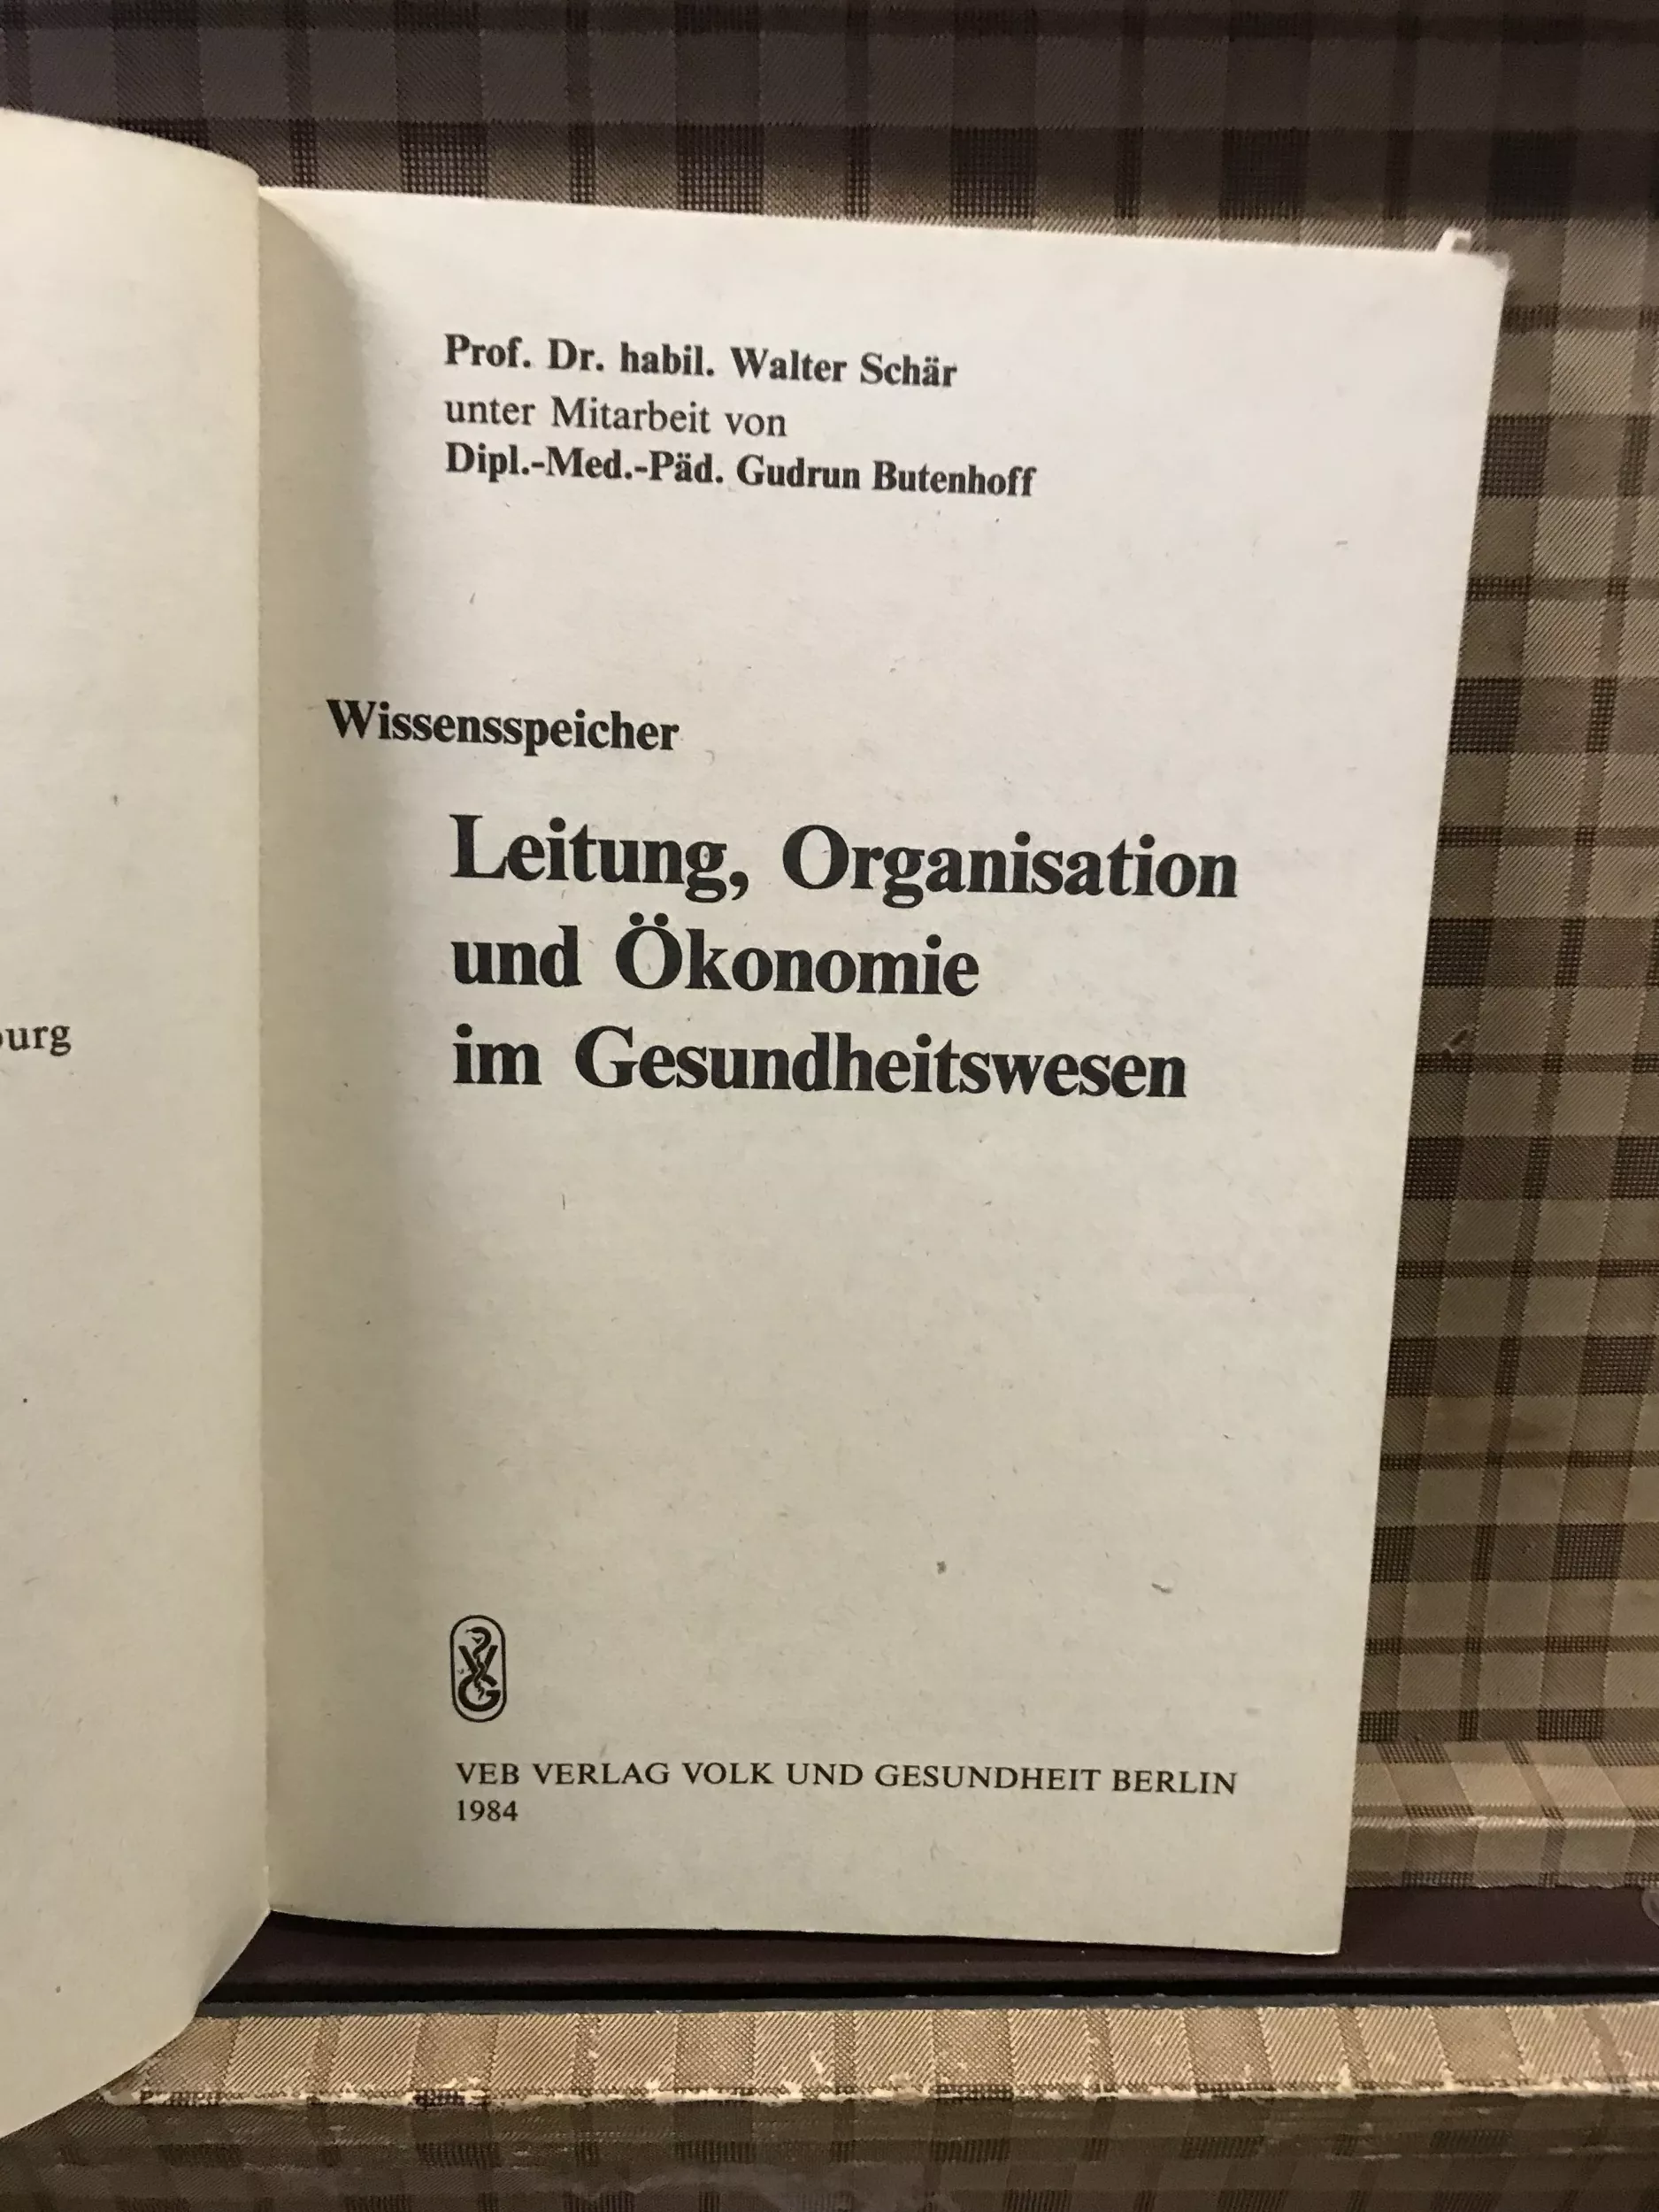 Prof. Dr. habil. Walter Schär
unter Mitarbeit von
Dipl.-Med.-Päd. Gudrun Butenhoff
Wissensspeicher
Leitung, Organisation
und Ökonomie
im Gesundheitswesen
VG
VEB VERLAG VOLK UND GESUNDHEIT BERLIN
1984